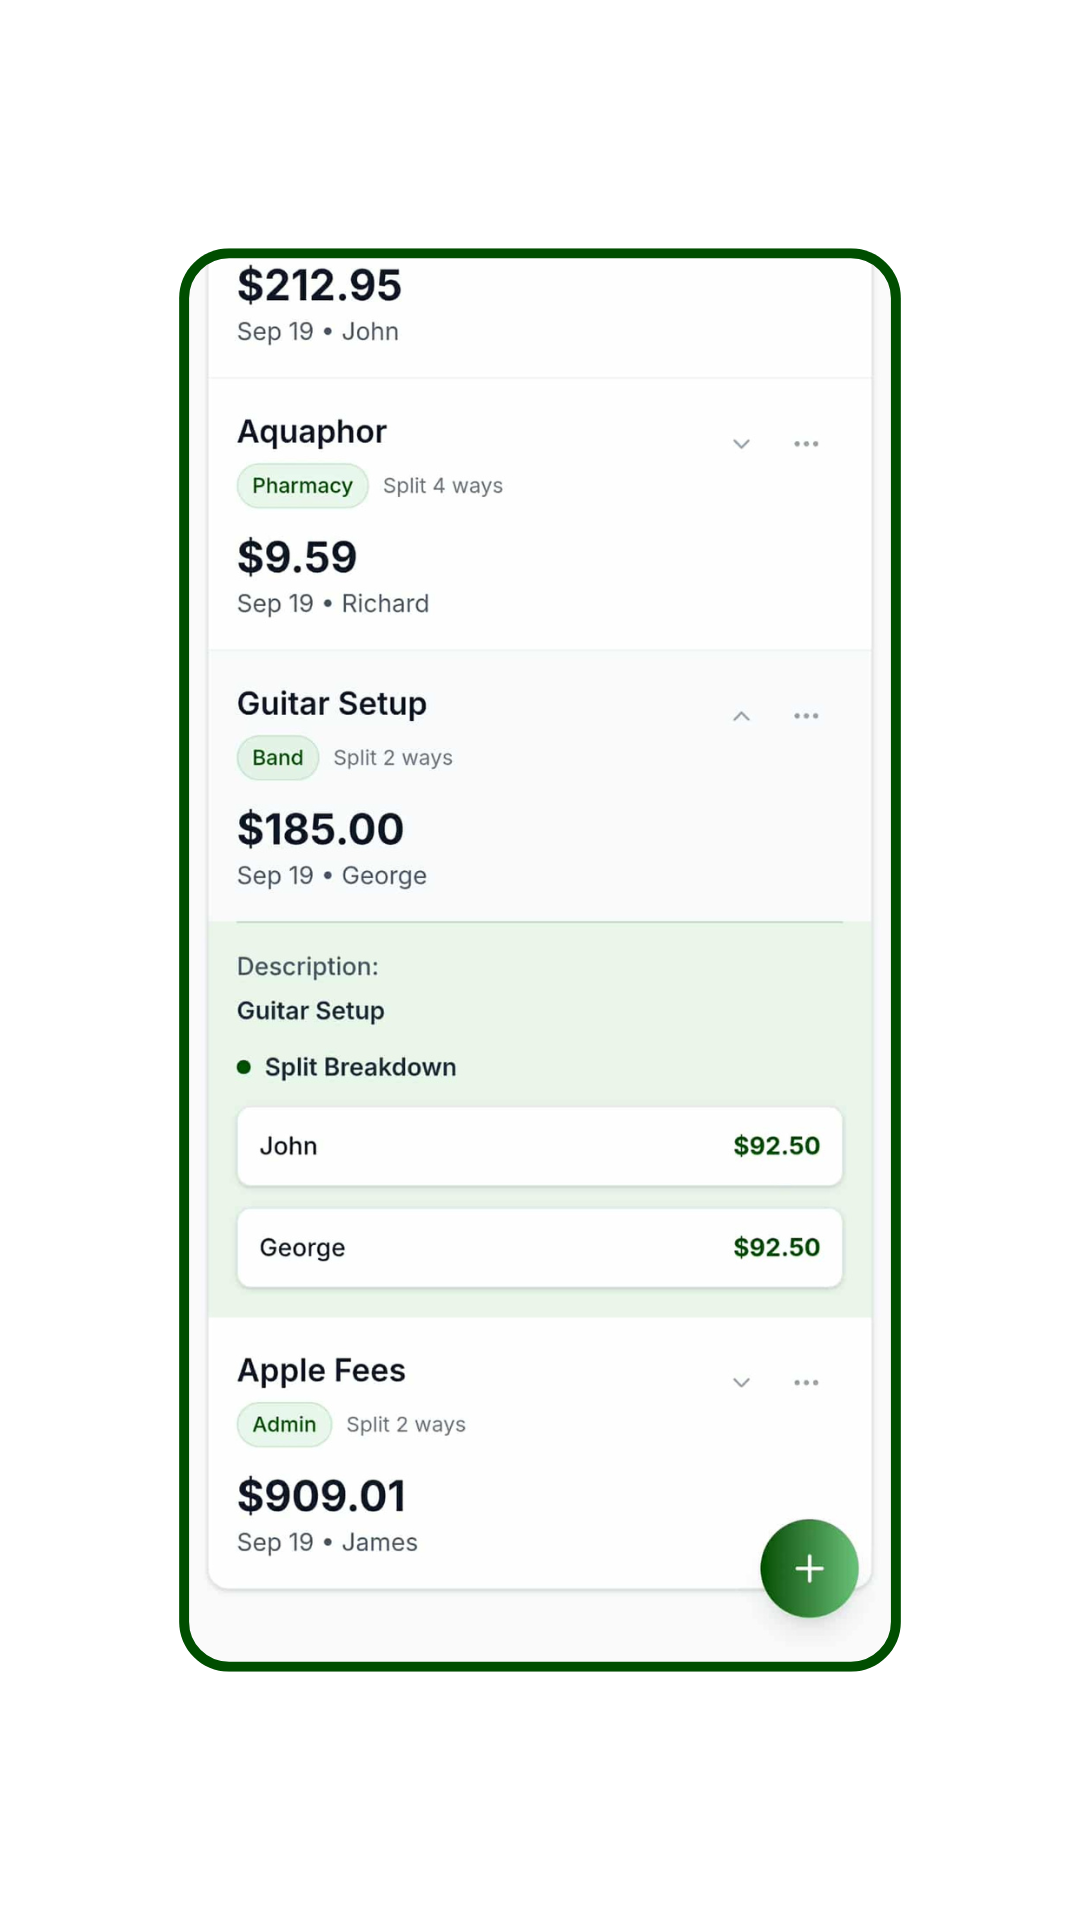 $212.95
Sep 19 • John
Aquaphor
Pharmacy Split 4 ways
$9.59
Sep 19 • Richard
Guitar Setup
Band Split 2 ways
$185.00
Sep 19 • George
Description:
Guitar Setup
Split Breakdown
John $92.50
George $92.50
Apple Fees
Admin Split 2 ways
$909.01
Sep 19 • James